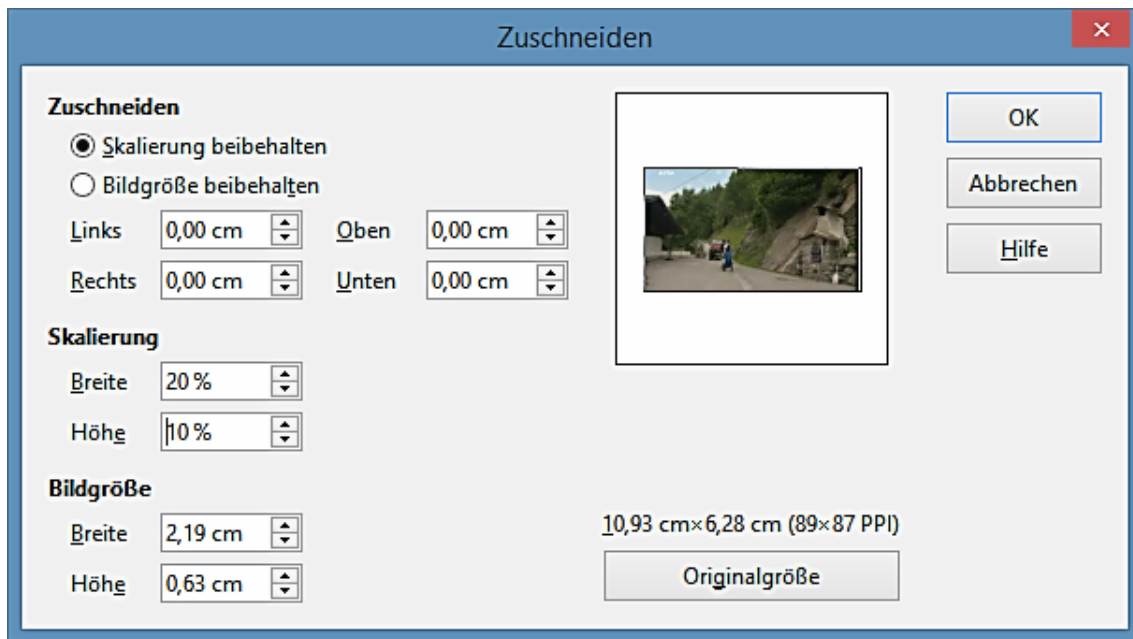 Zuschneiden
Zuschneiden
Skalierung beibehalten
Bildgröße beibehalten
Links 0,00 cm Oben 0,00 cm
Rechts 0,00 cm Unten 0,00 cm
Skalierung
Breite 20 %
Höhe 10 %
Bildgröße
Breite 2,19 cm
Höhe 0,63 cm
10,93 cm×6,28 cm (89×87 PPI)
Originalgröße
OK
Abbrechen
Hilfe